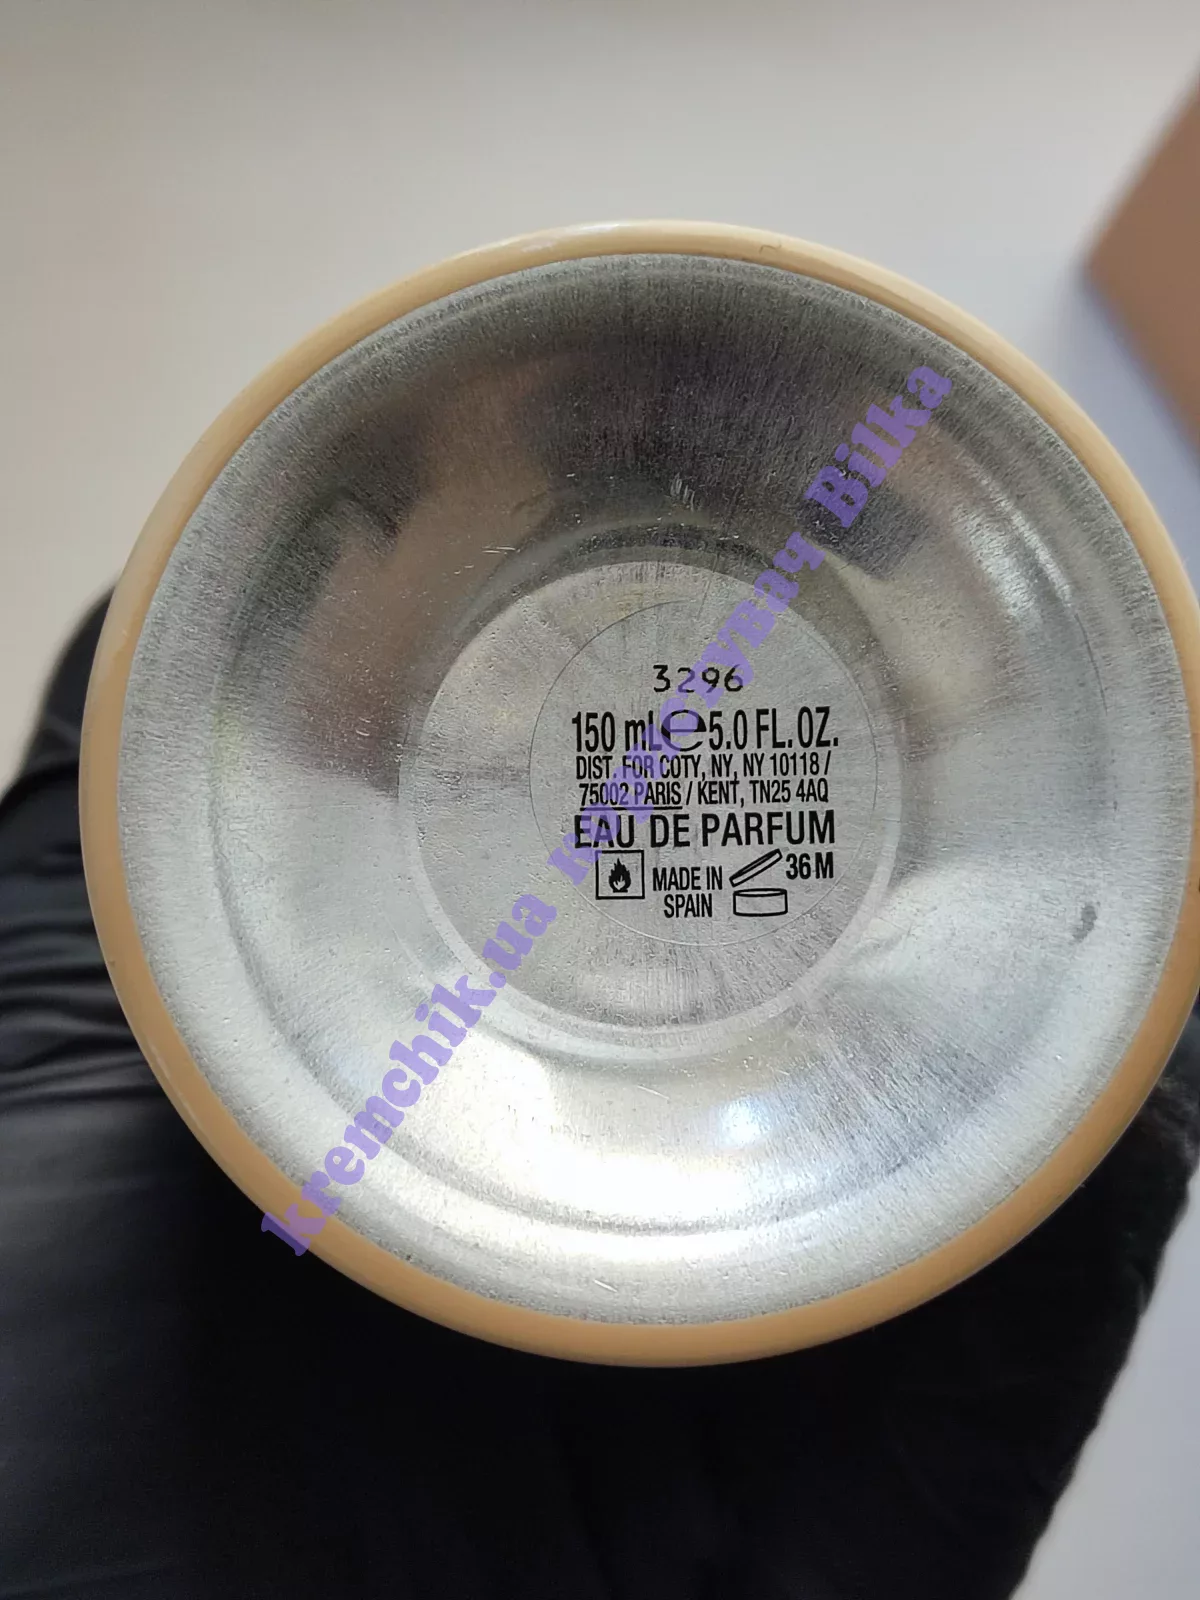 3296
150 mL ℮ 5.0 FL. OZ.
DIST. FOR COTY, NY, NY 10118 /
75002 PARIS / KENT, TN25 4AQ
EAU DE PARFUM
MADE IN
SPAIN
36 M
kremchik.ua користувач Bilka